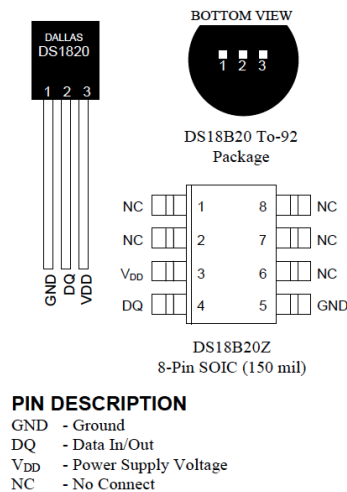 BOTTOM VIEW
DALLAS
DS1820
1 2 3
1 2 3
DS18B20 To-92
Package
GND
DQ
VDD
NC 1 8 NC
NC 2 7 NC
VDD 3 6 NC
DQ 4 5 GND
DS18B20Z
8-Pin SOIC (150 mil)
PIN DESCRIPTION
GND - Ground
DQ - Data In/Out
VDD - Power Supply Voltage
NC - No Connect